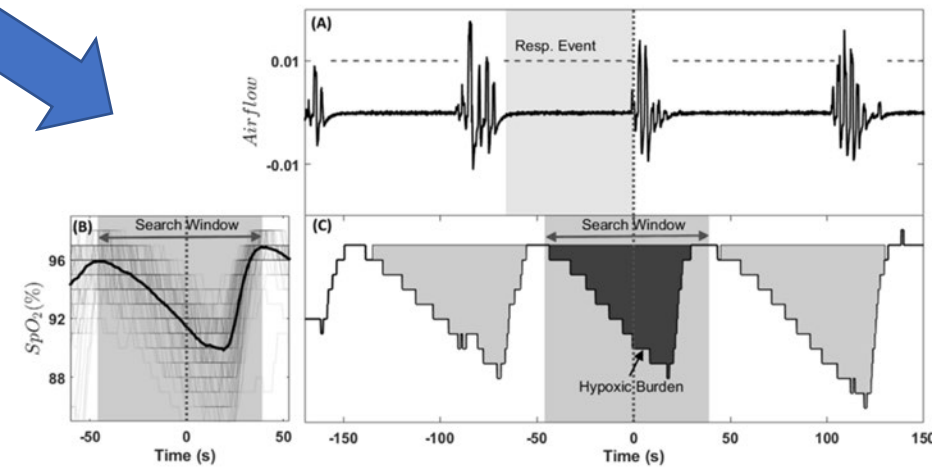 (A)
Resp. Event
0.01
-0.01
Airflow
(B)
Search Window
96
92
88
SpO2(%)
-50 0 50
Time (s)
(C)
Search Window
Hypoxic Burden
-150 -100 -50 0 50 100 150
Time (s)